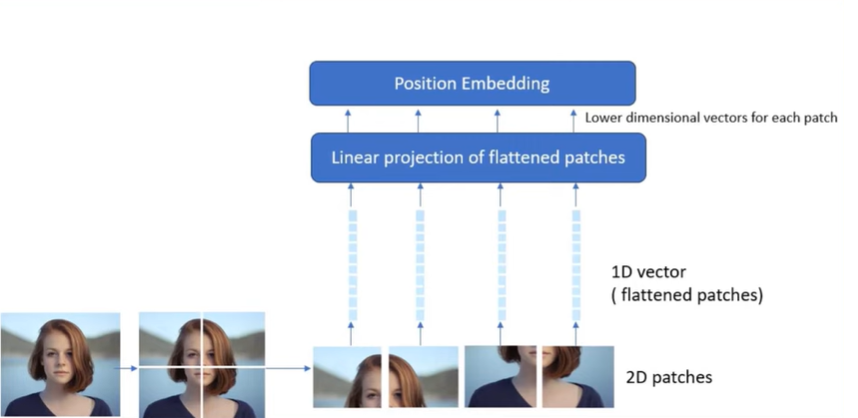 Position Embedding
Lower dimensional vectors for each patch
Linear projection of flattened patches
1D vector
( flattened patches)
2D patches